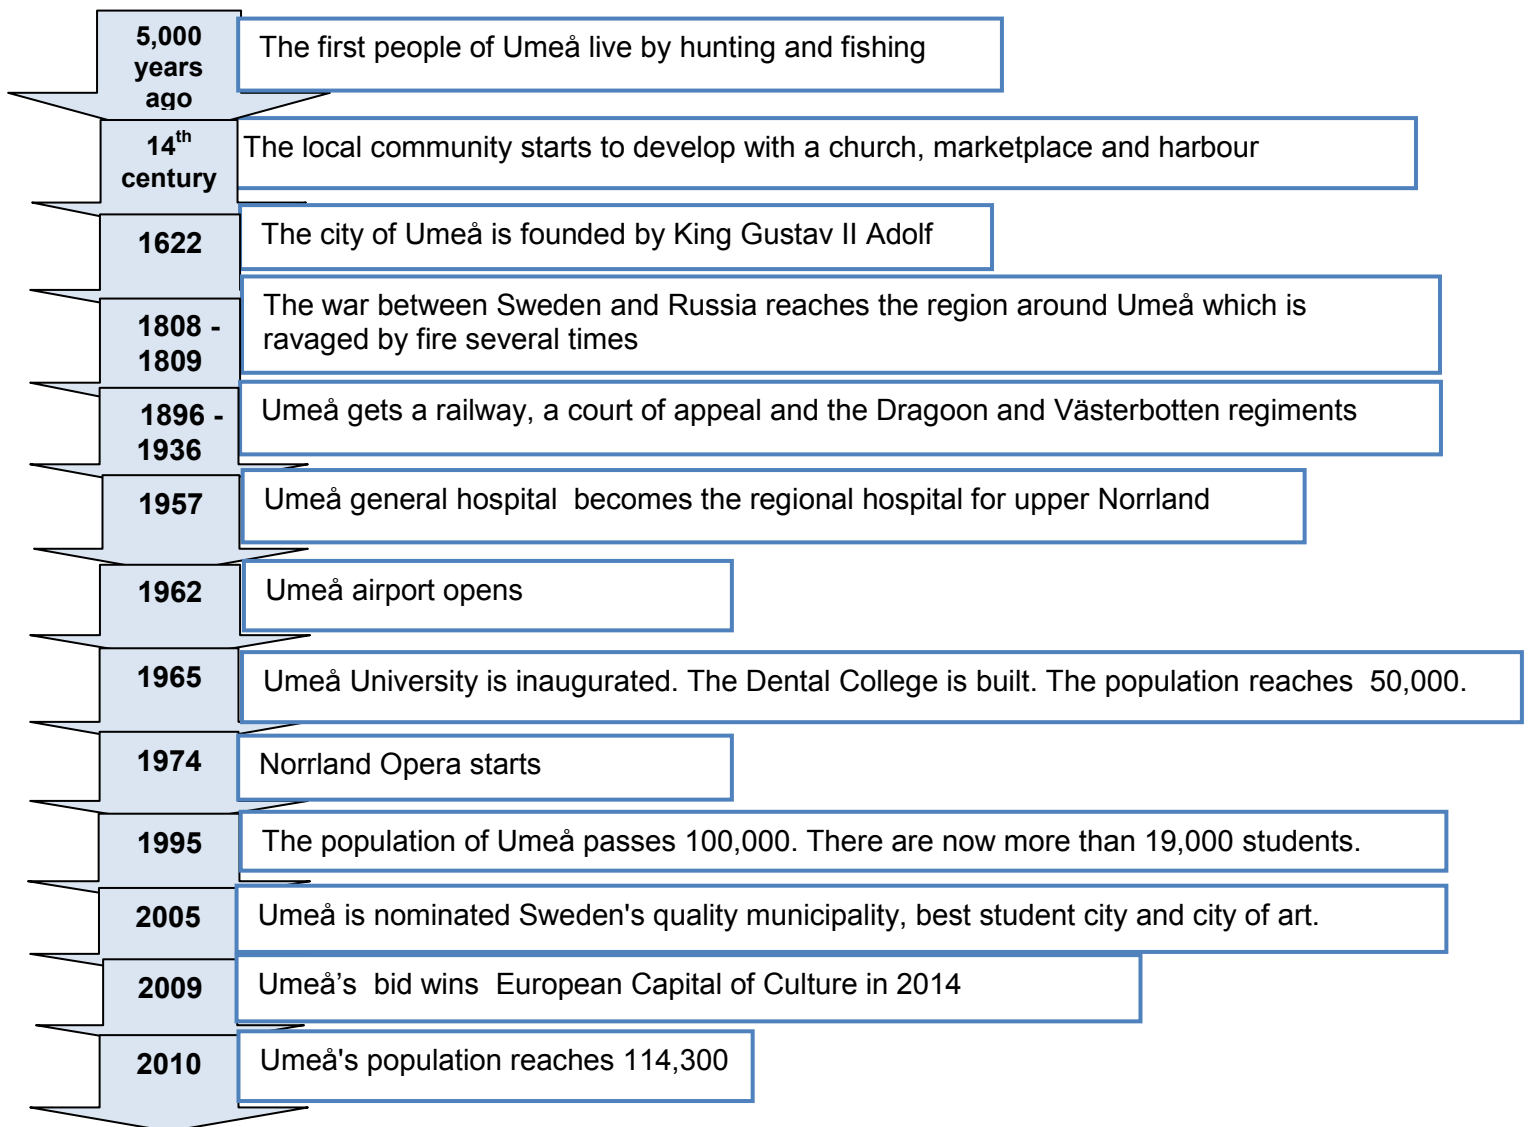 5,000
years
ago
The first people of Umeå live by hunting and fishing
14th
century
The local community starts to develop with a church, marketplace and harbour
1622
The city of Umeå is founded by King Gustav II Adolf
1808 -
1809
The war between Sweden and Russia reaches the region around Umeå which is
ravaged by fire several times
1896 -
1936
Umeå gets a railway, a court of appeal and the Dragoon and Västerbotten regiments
1957
Umeå general hospital  becomes the regional hospital for upper Norrland
1962
Umeå airport opens
1965
Umeå University is inaugurated. The Dental College is built. The population reaches  50,000.
1974
Norrland Opera starts
1995
The population of Umeå passes 100,000. There are now more than 19,000 students.
2005
Umeå is nominated Sweden's quality municipality, best student city and city of art.
2009
Umeå’s  bid wins  European Capital of Culture in 2014
2010
Umeå's population reaches 114,300